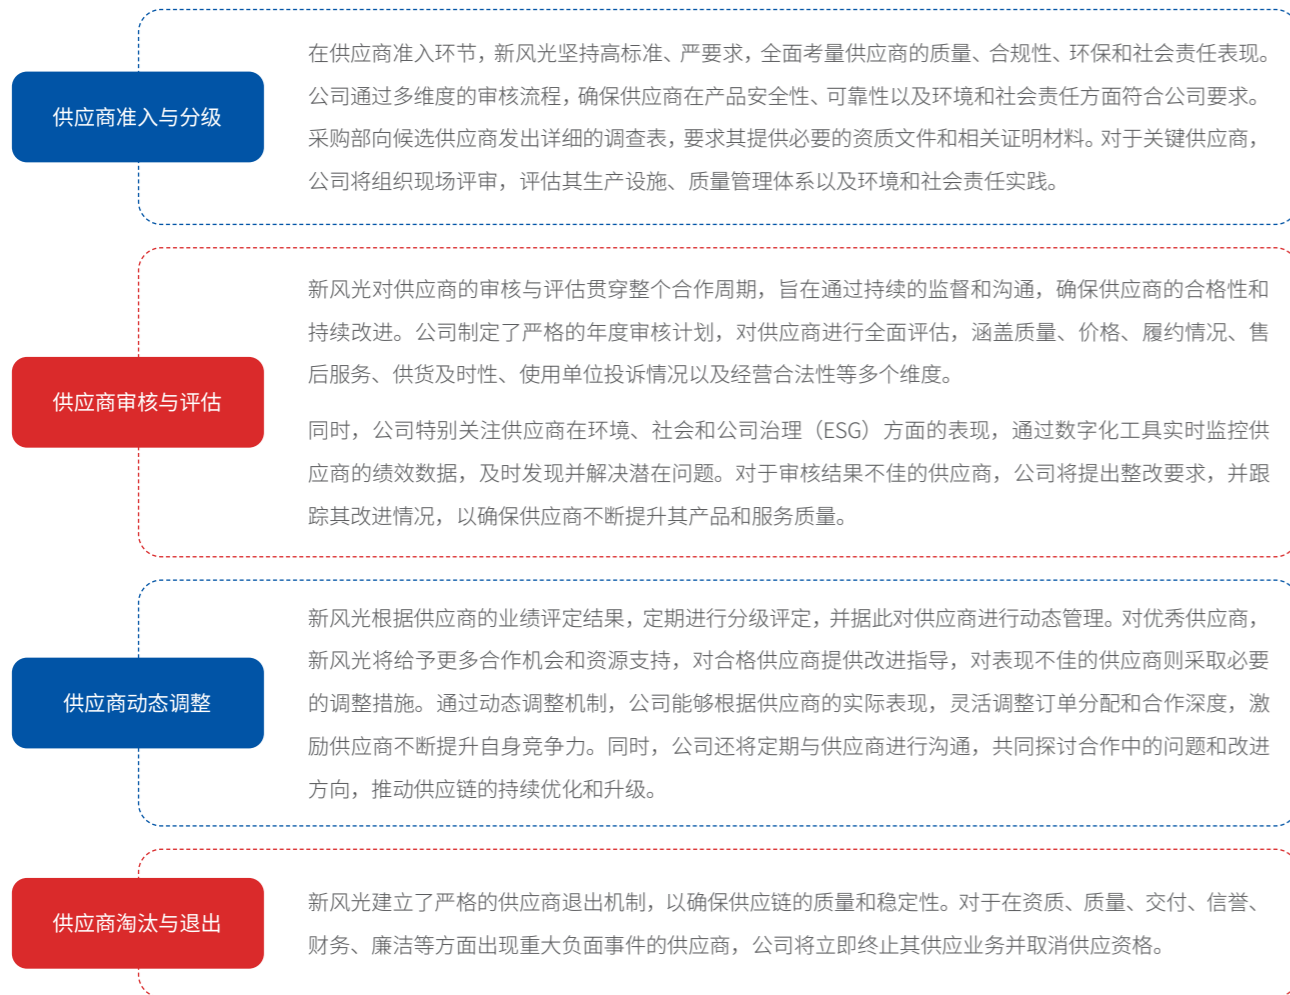 供应商准入与分级
在供应商准入环节，新风光坚持高标准、严要求，全面考量供应商的质量、合规性、环保和社会责任表现。
公司通过多维度的审核流程，确保供应商在产品安全性、可靠性以及环境和社会责任方面符合公司要求。
采购部向候选供应商发出详细的调查表，要求其提供必要的资质文件和相关证明材料。对于关键供应商，
公司将组织现场评审，评估其生产设施、质量管理体系以及环境和社会责任实践。
供应商审核与评估
新风光对供应商的审核与评估贯穿整个合作周期，旨在通过持续的监督和沟通，确保供应商的合格性和
持续改进。公司制定了严格的年度审核计划，对供应商进行全面评估，涵盖质量、价格、履约情况、售
后服务、供货及时性、使用单位投诉情况以及经营合法性等多个维度。
同时，公司特别关注供应商在环境、社会和公司治理（ESG）方面的表现，通过数字化工具实时监控供
应商的绩效数据，及时发现并解决潜在问题。对于审核结果不佳的供应商，公司将提出整改要求，并跟
踪其改进情况，以确保供应商不断提升其产品和服务质量。
供应商动态调整
新风光根据供应商的业绩评定结果，定期进行分级评定，并据此对供应商进行动态管理。对优秀供应商，
新风光将给予更多合作机会和资源支持，对合格供应商提供改进指导，对表现不佳的供应商则采取必要
的调整措施。通过动态调整机制，公司能够根据供应商的实际表现，灵活调整订单分配和合作深度，激
励供应商不断提升自身竞争力。同时，公司还将定期与供应商进行沟通，共同探讨合作中的问题和改进
方向，推动供应链的持续优化和升级。
供应商淘汰与退出
新风光建立了严格的供应商退出机制，以确保供应链的质量和稳定性。对于在资质、质量、交付、信誉、
财务、廉洁等方面出现重大负面事件的供应商，公司将立即终止其供应业务并取消供应资格。